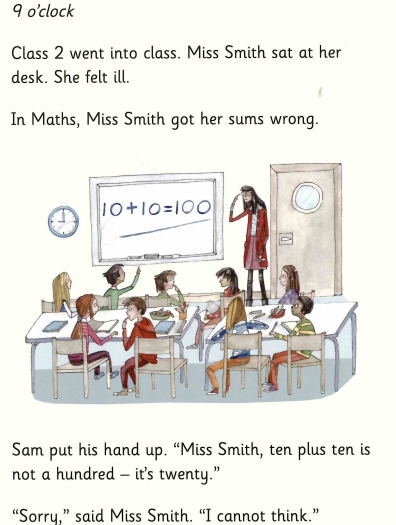 9 o’clock
Class 2 went into class. Miss Smith sat at her
desk. She felt ill.
In Maths, Miss Smith got her sums wrong.
10+10=100
Sam put his hand up. “Miss Smith, ten plus ten is
not a hundred – it’s twenty.”
“Sorry,” said Miss Smith. “I cannot think.”